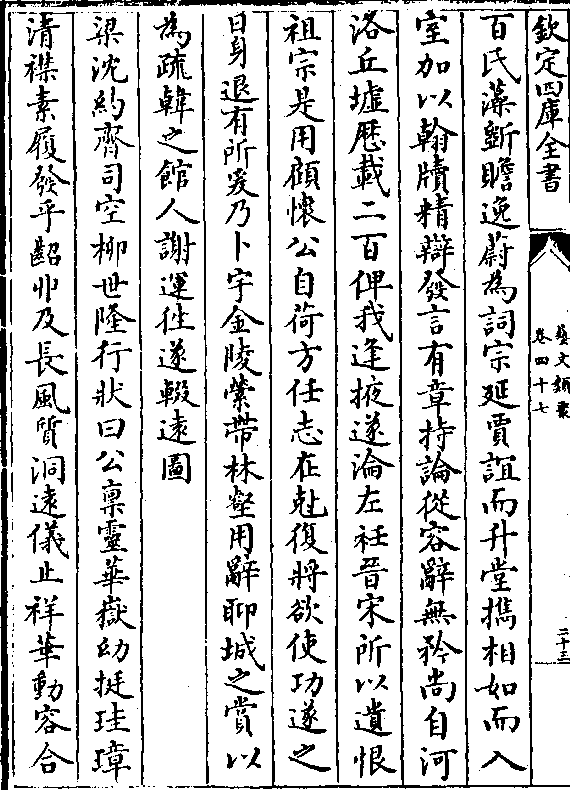 欽定四庫全書
藝文類聚
卷四十七
三十三
百氏藻斷贍逸蔚為詞宗延賈誼而升堂攜相如而入
室加以翰牘精辯發言有章持論從容辭無矜尚自河
洛丘墟歷載二百俾我逢掖遂淪左衽晉宋所以遺恨
祖宗是用顧懷公自荷方任志在剋復將欲使功遂之
日身退有所爰乃卜宇金陵縈帶林壑用辭聊城之賞以
為疏韓之館人謝運徃遂輟遠圖
梁沈約齊司空柳世隆行狀曰公稟靈華嶽幼挺珪璋
清襟素履發乎齠丱及長風質洞遠儀止祥華動容合